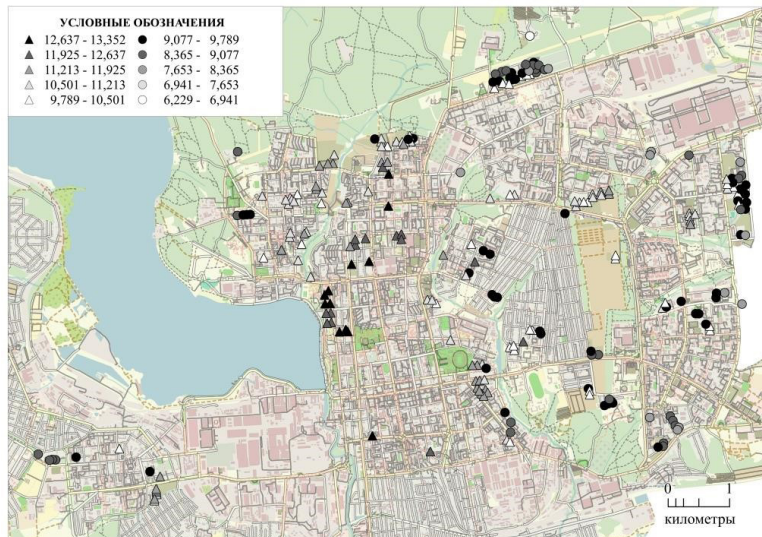 УСЛОВНЫЕ ОБОЗНАЧЕНИЯ
12,637 - 13,352 9,077 - 9,789
11,925 - 12,637 8,365 - 9,077
11,213 - 11,925 7,653 - 8,365
10,501 - 11,213 6,941 - 7,653
9,789 - 10,501 6,229 - 6,941
0 1
километры